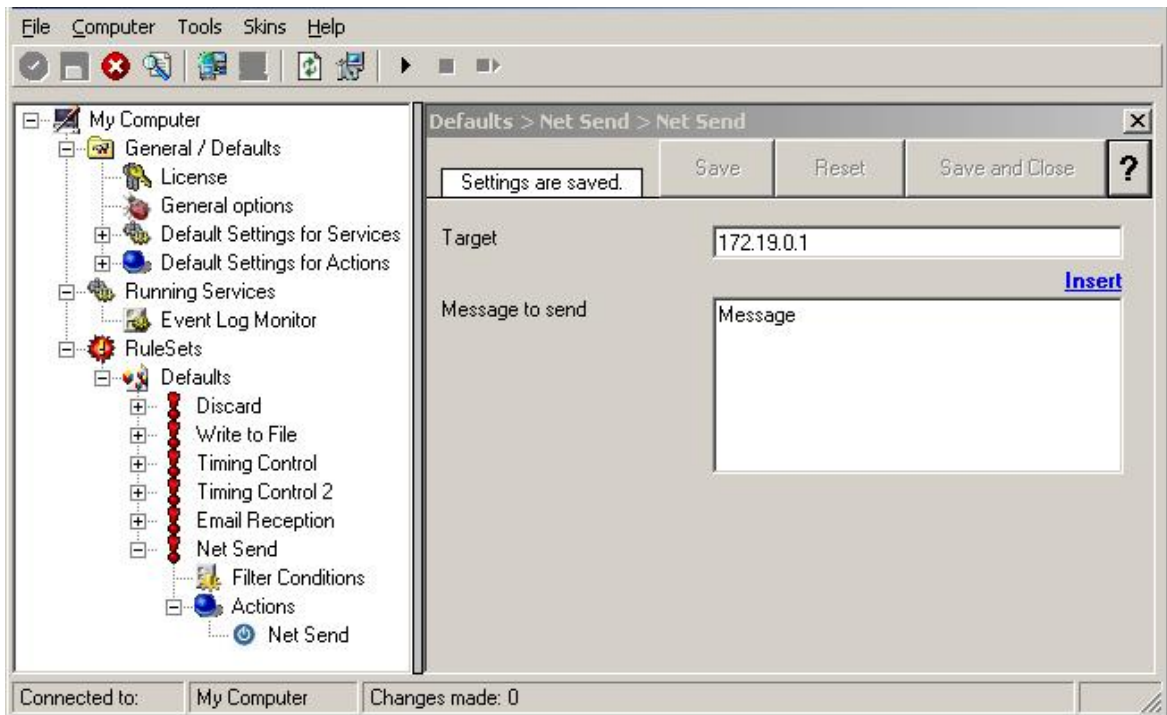 File Computer Tools Skins Help
My Computer
General / Defaults
License
General options
Default Settings for Services
Default Settings for Actions
Running Services
Event Log Monitor
RuleSets
Defaults
Discard
Write to File
Timing Control
Timing Control 2
Email Reception
Net Send
Filter Conditions
Actions
Net Send
Defaults > Net Send > Net Send
Settings are saved. Save Reset Save and Close ?
Target 172.19.0.1
Insert
Message to send Message
Connected to: My Computer Changes made: 0